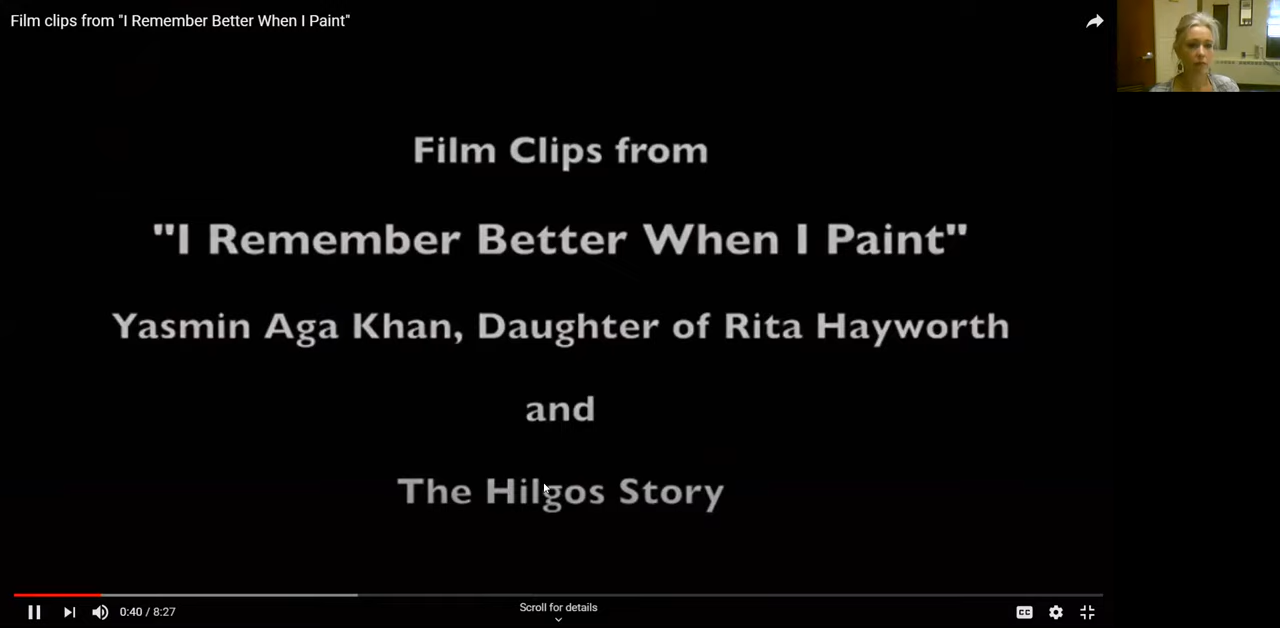 Film clips from "I Remember Better When I Paint"
Film Clips from
"I Remember Better When I Paint"
Yasmin Aga Khan, Daughter of Rita Hayworth
and
The Hilgos Story
0:40 / 8:27
Scroll for details
CC